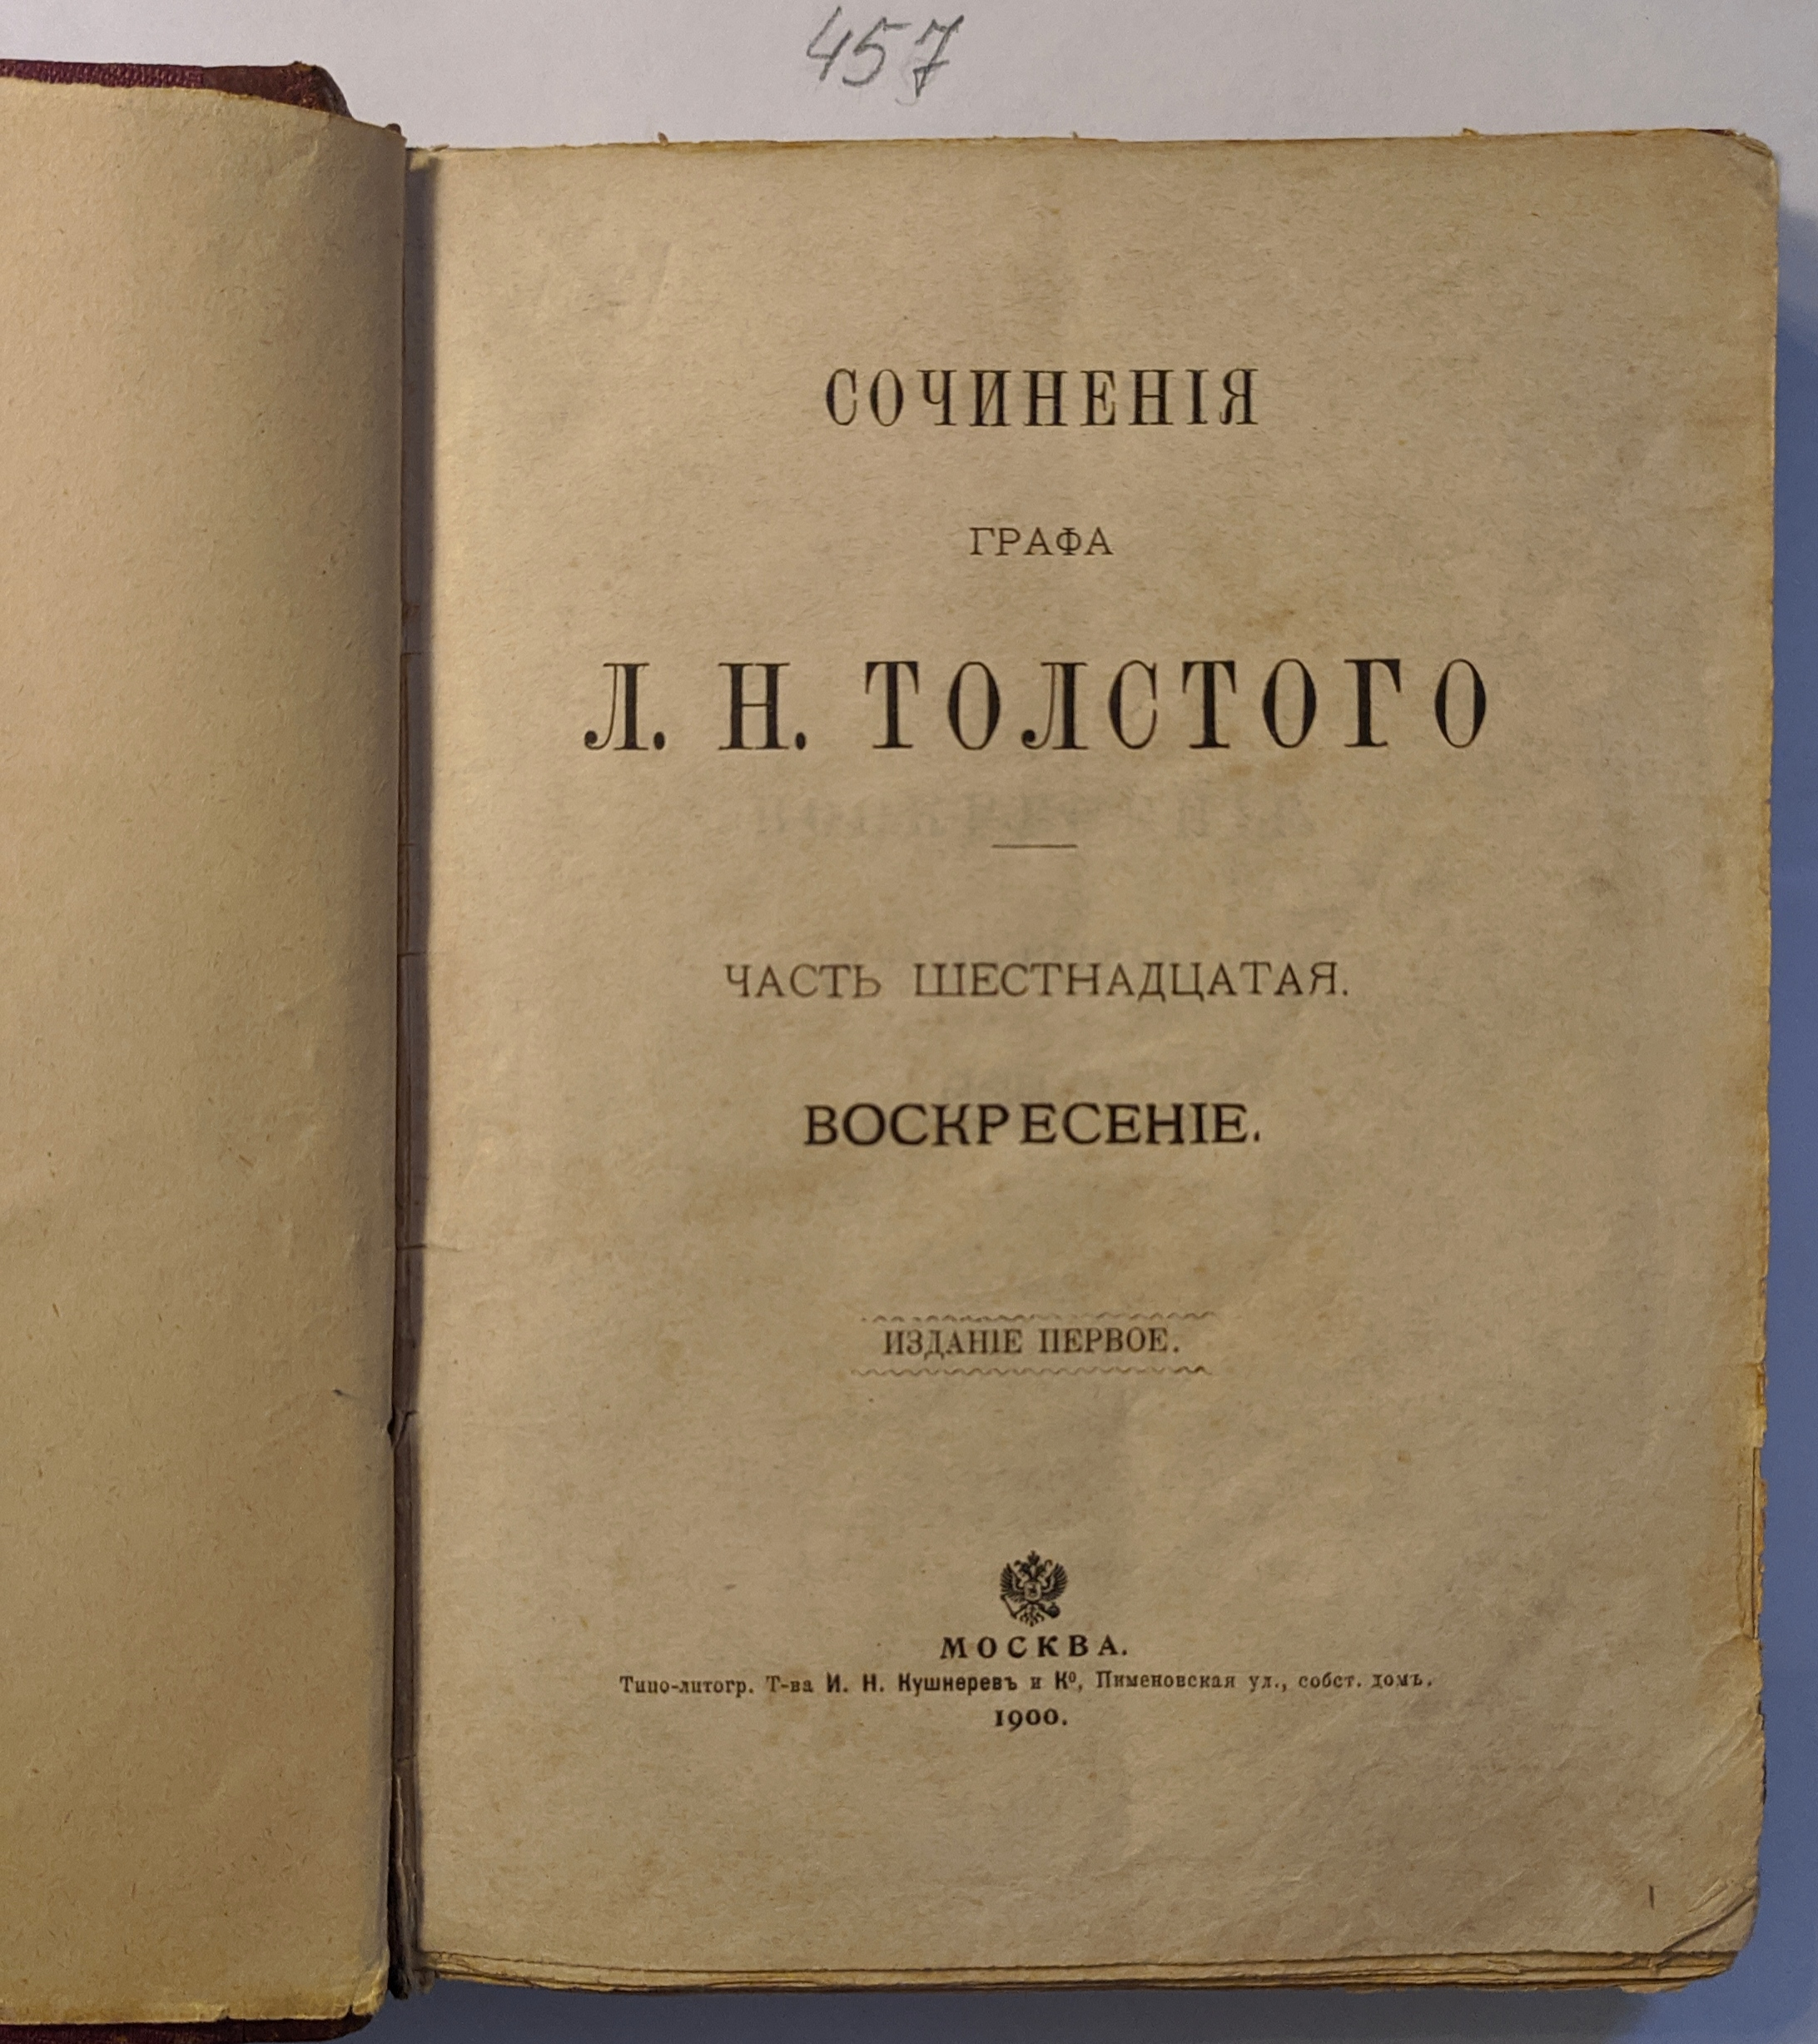 457
СОЧИНЕНІЯ
ГРАФА
Л. Н. ТОЛСТОГО
ЧАСТЬ ШЕСТНАДЦАТАЯ.
ВОСКРЕСЕНІЕ.
ИЗДАНІЕ ПЕРВОЕ.
МОСКВА.
Типо-литогр. Т-ва И. Н. Кушнеревъ и Кº, Пименовская ул., собст. домъ.
1900.